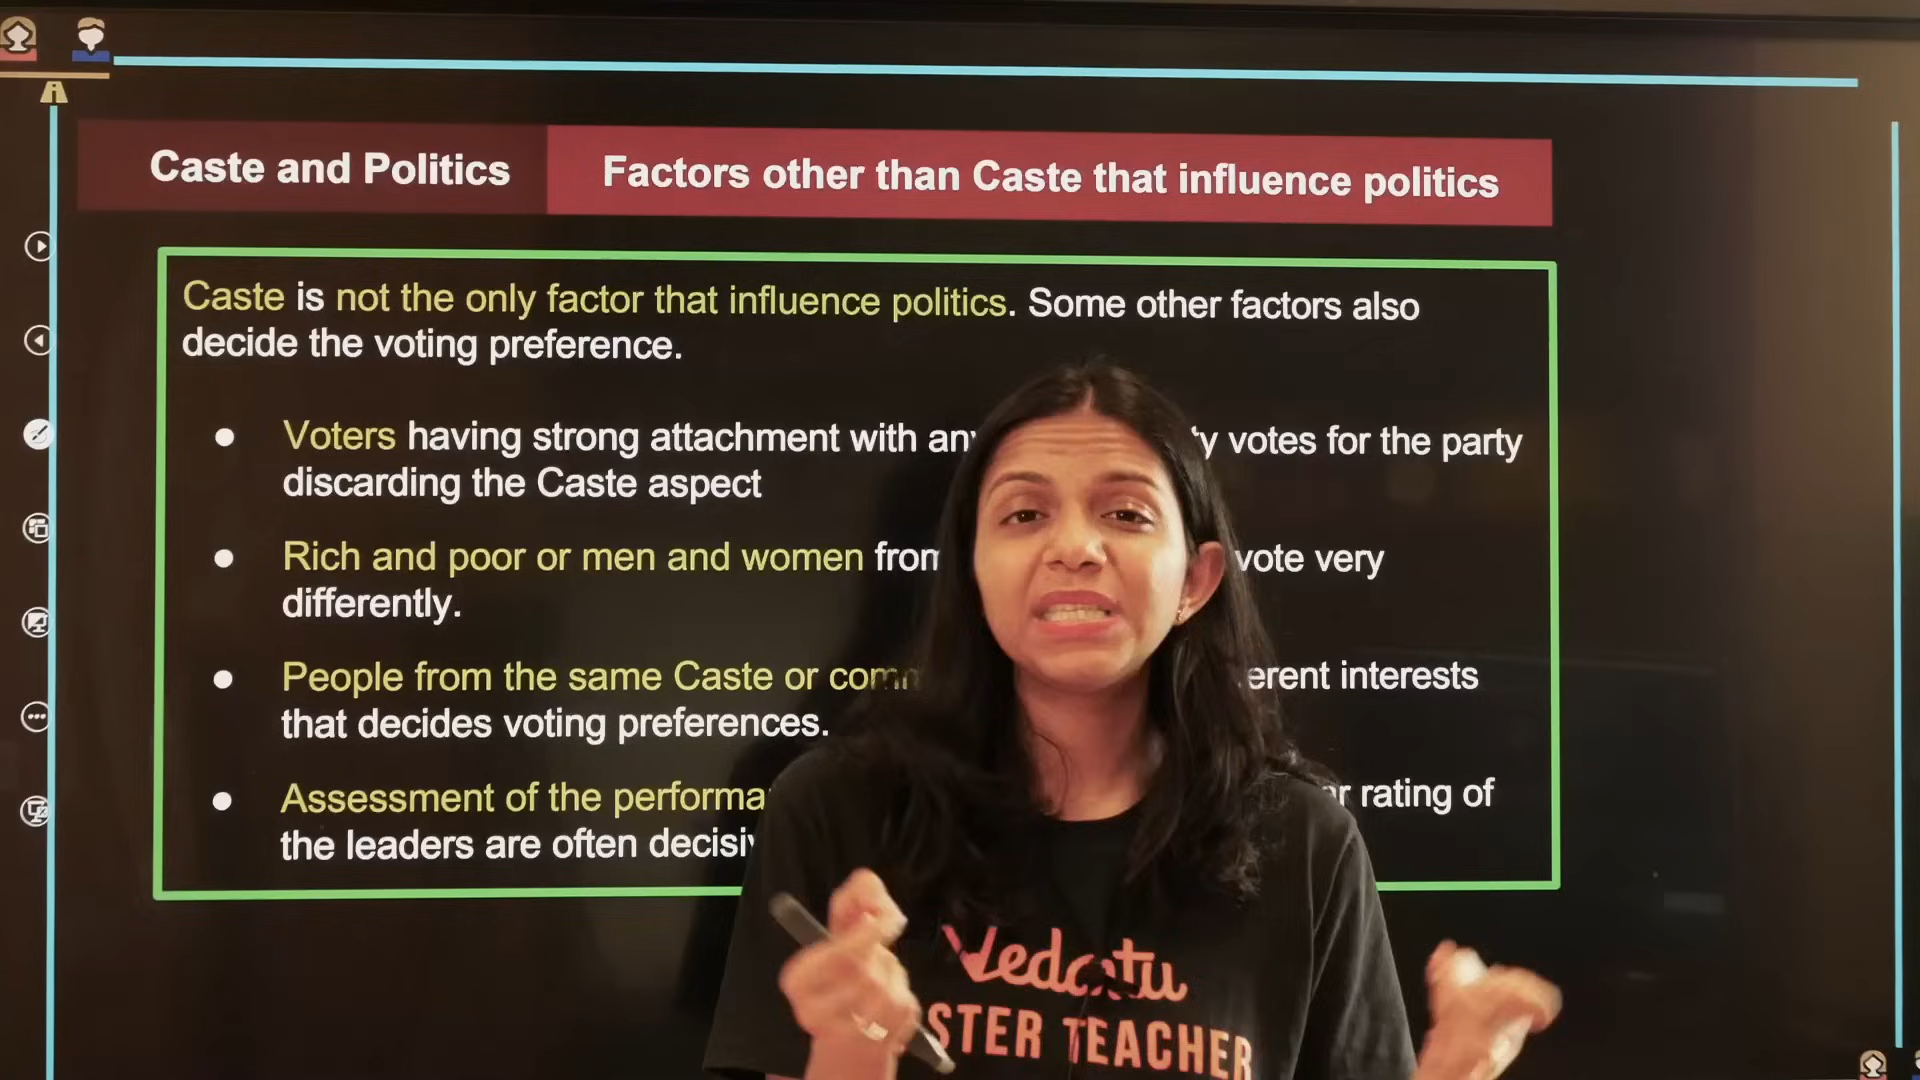 Caste and Politics
Factors other than Caste that influence politics
Caste is not the only factor that influence politics. Some other factors also
decide the voting preference.
Voters having strong attachment with votes for the party
discarding the Caste aspect
Rich and poor or men and women vote very
differently.
People from the same Caste or interests
that decides voting preferences.
Assessment of the rating of
the leaders are often
Vedantu
TEACHER